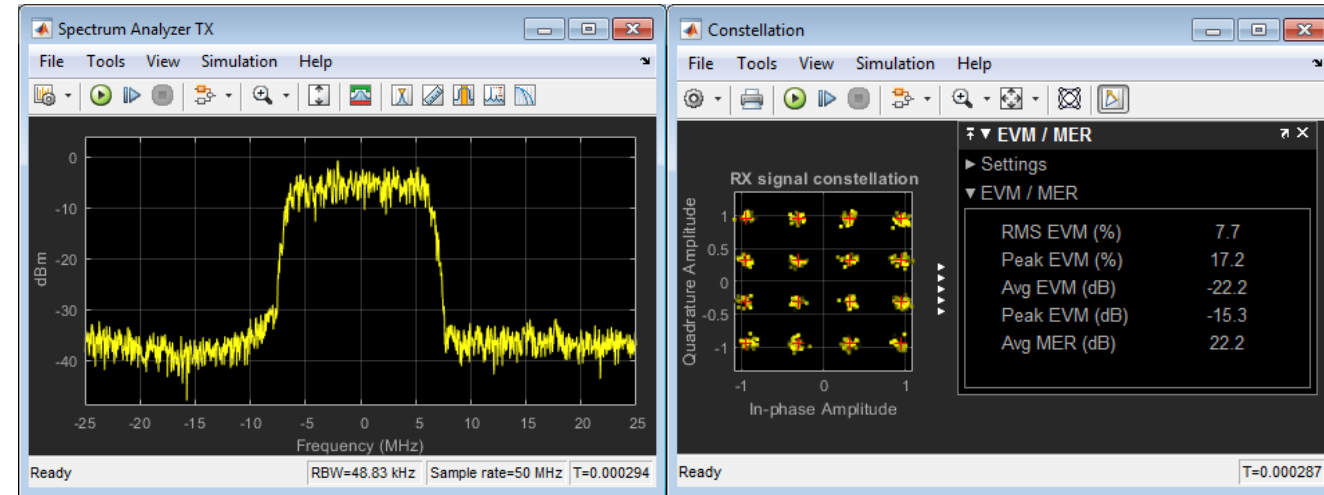 Spectrum Analyzer TX
File Tools View Simulation Help
0
-10
-20
-30
-40
dBm
-25 -20 -15 -10 -5 0 5 10 15 20 25
Frequency (MHz)
Ready RBW=48.83 kHz Sample rate=50 MHz T=0.000294
Constellation
File Tools View Simulation Help
RX signal constellation
Quadrature Amplitude
1
0.5
0
-0.5
-1
-1 0 1
In-phase Amplitude
EVM / MER
Settings
EVM / MER
RMS EVM (%) 7.7
Peak EVM (%) 17.2
Avg EVM (dB) -22.2
Peak EVM (dB) -15.3
Avg MER (dB) 22.2
Ready T=0.000287